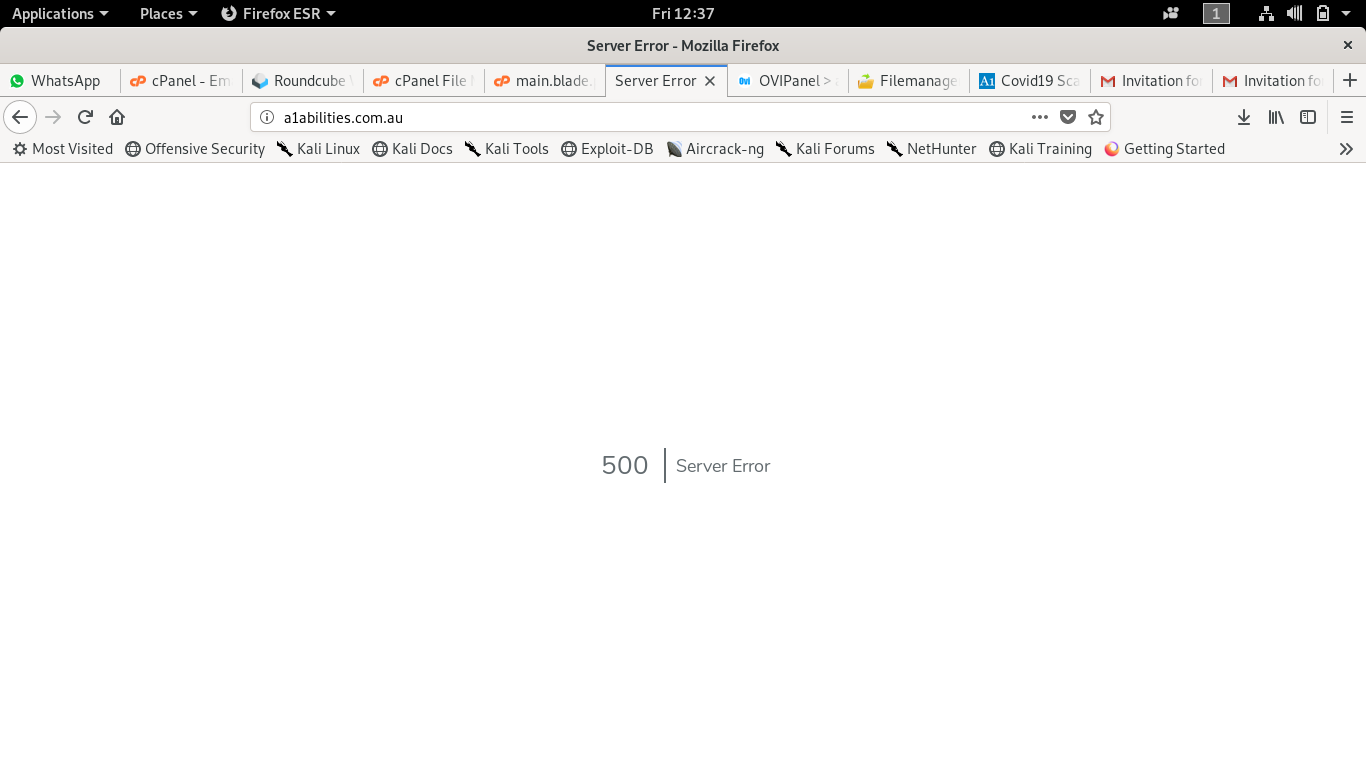 Applications Places Firefox ESR Fri 12:37 1
Server Error - Mozilla Firefox
WhatsApp cPanel - Em Roundcube cPanel File main.blade.p Server Error OVIPanel > Filemanage Covid19 Sca Invitation fo Invitation fo
a1abilities.com.au
Most Visited Offensive Security Kali Linux Kali Docs Kali Tools Exploit-DB Aircrack-ng Kali Forums NetHunter Kali Training Getting Started
500 Server Error